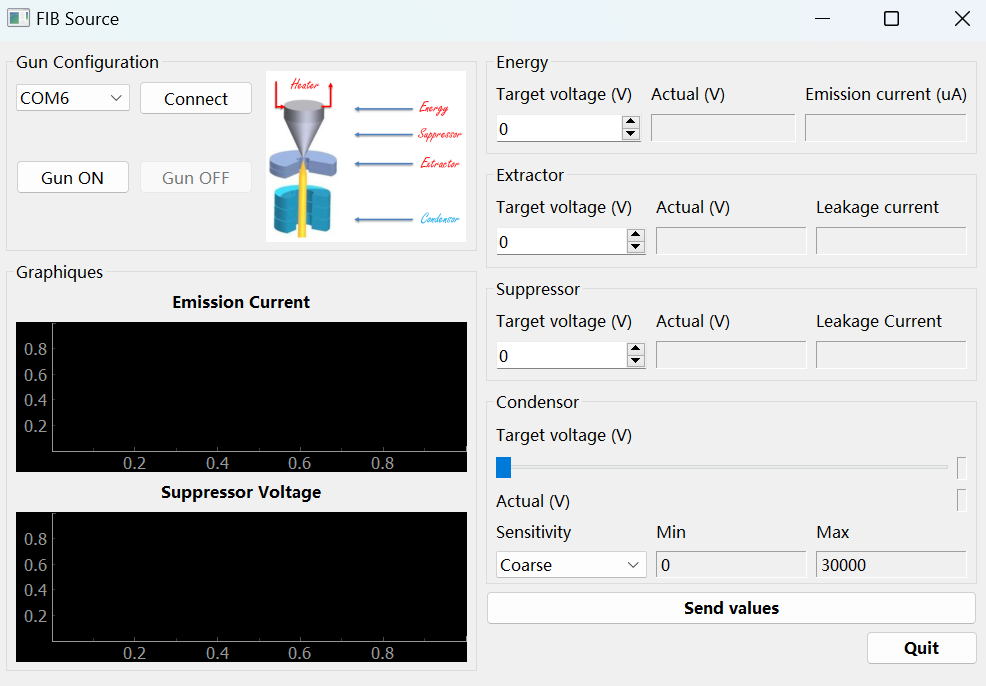 FIB Source
Gun Configuration
COM6
Connect
Gun ON
Gun OFF
Heater
Energy
Suppressor
Extractor
Condensor
Graphiques
Emission Current
0.8
0.6
0.4
0.2
0.2 0.4 0.6 0.8
Suppressor Voltage
0.8
0.6
0.4
0.2
0.2 0.4 0.6 0.8
Energy
Target voltage (V) Actual (V) Emission current (uA)
0
Extractor
Target voltage (V) Actual (V) Leakage current
0
Suppressor
Target voltage (V) Actual (V) Leakage Current
0
Condensor
Target voltage (V)
Actual (V)
Sensitivity Min Max
Coarse 0 30000
Send values
Quit